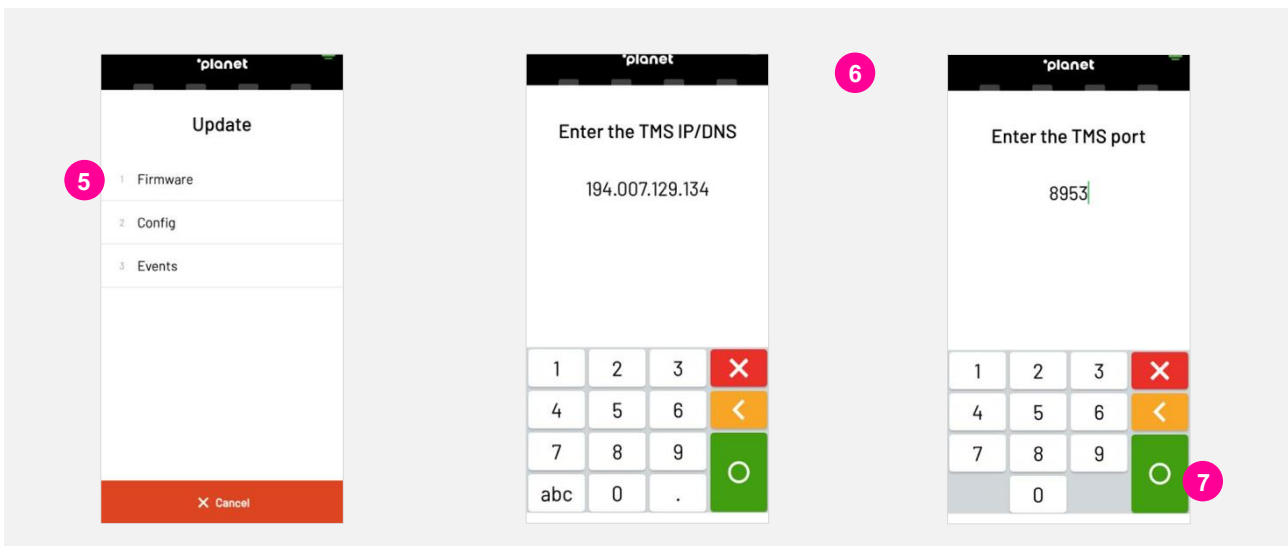 planet
Update
5
1 Firmware
2 Config
3 Events
X Cancel
planet
Enter the TMS IP/DNS
194.007.129.134
1 2 3
4 5 6
7 8 9
abc 0 .
6
planet
Enter the TMS port
8953
1 2 3
4 5 6
7 8 9
0
7